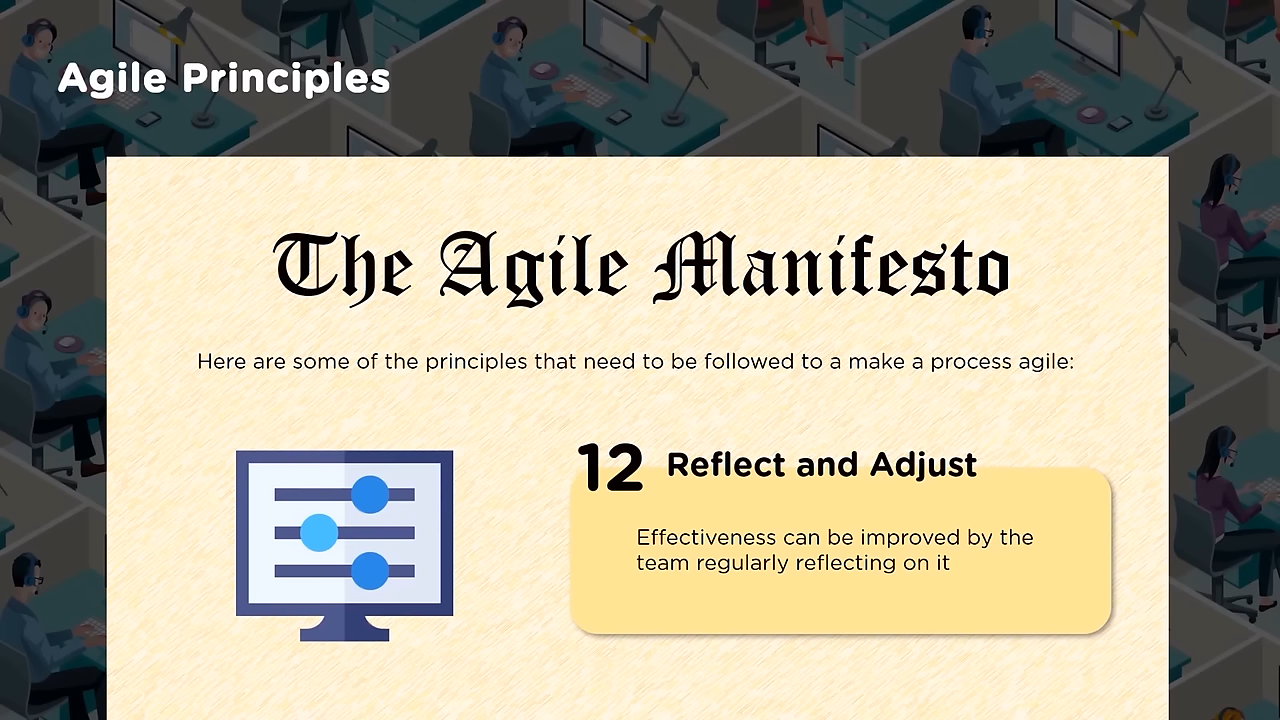 Agile Principles
The Agile Manifesto
Here are some of the principles that need to be followed to a make a process agile:
12 Reflect and Adjust
Effectiveness can be improved by the
team regularly reflecting on it